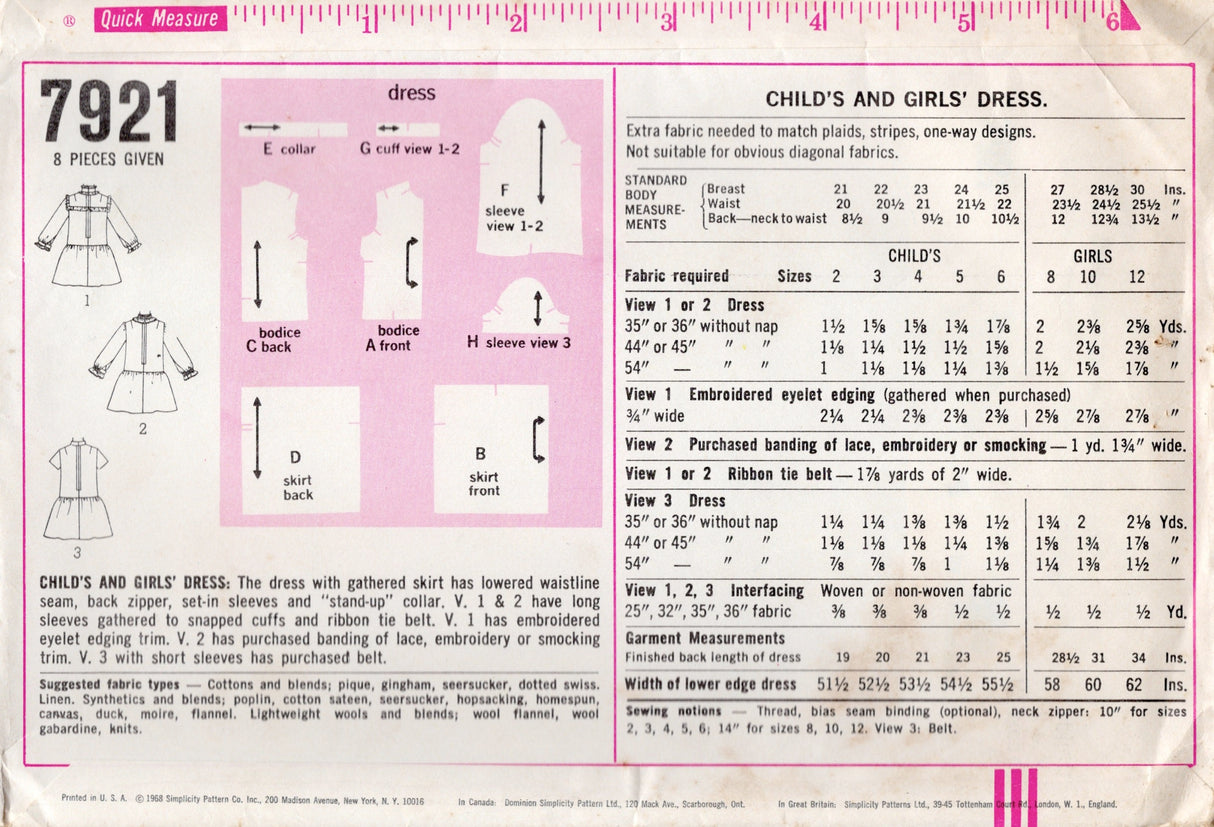 ® Quick Measure 1 2 3 4 5 6
7921
8 PIECES GIVEN
1
2
3
dress
E collar
G cuff view 1-2
F
sleeve
view 1-2
bodice
C back
bodice
A front
H sleeve view 3
D
skirt
back
B
skirt
front
CHILD'S AND GIRLS' DRESS: The dress with gathered skirt has lowered waistline
seam, back zipper, set-in sleeves and "stand-up" collar. V. 1 & 2 have long
sleeves gathered to snapped cuffs and ribbon tie belt. V. 1 has embroidered
eyelet edging trim. V. 2 has purchased banding of lace, embroidery or smocking
trim. V. 3 with short sleeves has purchased belt.
Suggested fabric types — Cottons and blends; pique, gingham, seersucker, dotted swiss.
Linen. Synthetics and blends; poplin, cotton sateen, seersucker, hopsacking, homespun,
canvas, duck, moire, flannel. Lightweight wools and blends; wool flannel, wool
gabardine, knits.
CHILD'S AND GIRLS' DRESS.
Extra fabric needed to match plaids, stripes, one-way designs.
Not suitable for obvious diagonal fabrics.
STANDARD
BODY
MEASURE-
MENTS
Breast 21 22 23 24 25 27 28½ 30 Ins.
Waist 20 20½ 21 21½ 22 23½ 24½ 25½ "
Back—neck to waist 8½ 9 9½ 10 10½ 12 12¾ 13½ "
CHILD'S GIRLS
Fabric required Sizes 2 3 4 5 6 8 10 12
View 1 or 2 Dress
35" or 36" without nap 1½ 1⅝ 1⅝ 1¾ 1⅞ 2 2⅜ 2⅝ Yds.
44" or 45" " " 1⅛ 1¼ 1½ 1½ 1⅝ 2 2⅛ 2⅜ "
54" — " " 1 1⅛ 1⅛ 1¼ 1⅜ 1½ 1⅝ 1⅞ "
View 1 Embroidered eyelet edging (gathered when purchased)
¾" wide 2¼ 2¼ 2⅜ 2⅜ 2⅜ 2⅝ 2⅞ 2⅞ "
View 2 Purchased banding of lace, embroidery or smocking — 1 yd. 1¾" wide.
View 1 or 2 Ribbon tie belt — 1⅞ yards of 2" wide.
View 3 Dress
35" or 36" without nap 1¼ 1¼ 1⅜ 1⅜ 1½ 1¾ 2 2⅛ Yds.
44" or 45" " " 1⅛ 1⅛ 1⅛ 1¼ 1⅜ 1⅝ 1¾ 1⅞ "
54" — " " ⅞ ⅞ ⅞ 1 1⅛ 1¼ 1⅜ 1½ "
View 1, 2, 3 Interfacing Woven or non-woven fabric
25", 32", 35", 36" fabric ⅜ ⅜ ⅜ ½ ½ ½ ½ ½ Yd.
Garment Measurements
Finished back length of dress 19 20 21 23 25 28½ 31 34 Ins.
Width of lower edge dress 51½ 52½ 53½ 54½ 55½ 58 60 62 Ins.
Sewing notions — Thread, bias seam binding (optional), neck zipper: 10" for sizes
2, 3, 4, 5, 6; 14" for sizes 8, 10, 12. View 3: Belt.
Printed in U. S. A. © 1968 Simplicity Pattern Co. Inc., 200 Madison Avenue, New York, N. Y. 10016 In Canada: Dominion Simplicity Pattern Ltd., 120 Mack Ave., Scarborough, Ont. In Great Britain: Simplicity Patterns Ltd., 39-45 Tottenham Court Rd., London, W. 1., England.